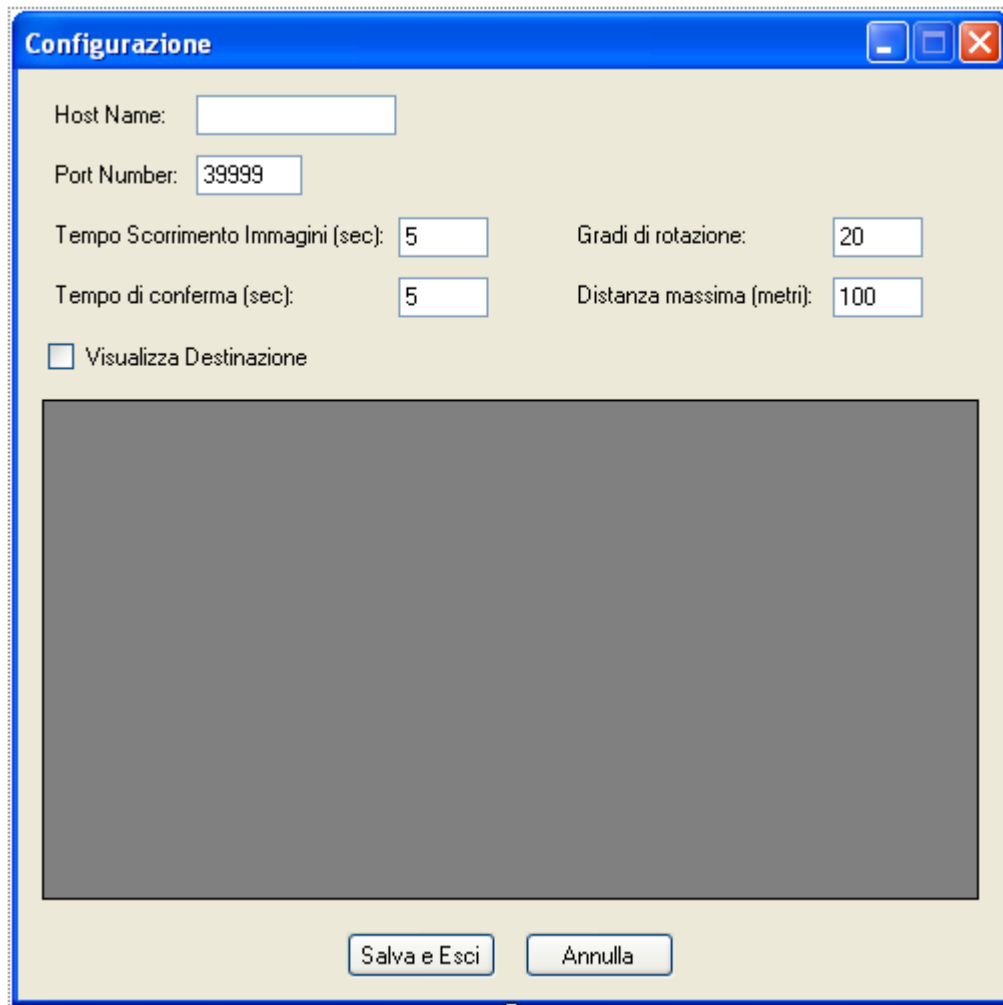 Configurazione
Host Name:
Port Number: 39999
Tempo Scorrimento Immagini (sec): 5 Gradi di rotazione: 20
Tempo di conferma (sec): 5 Distanza massima (metri): 100
Visualizza Destinazione
Salva e Esci Annulla